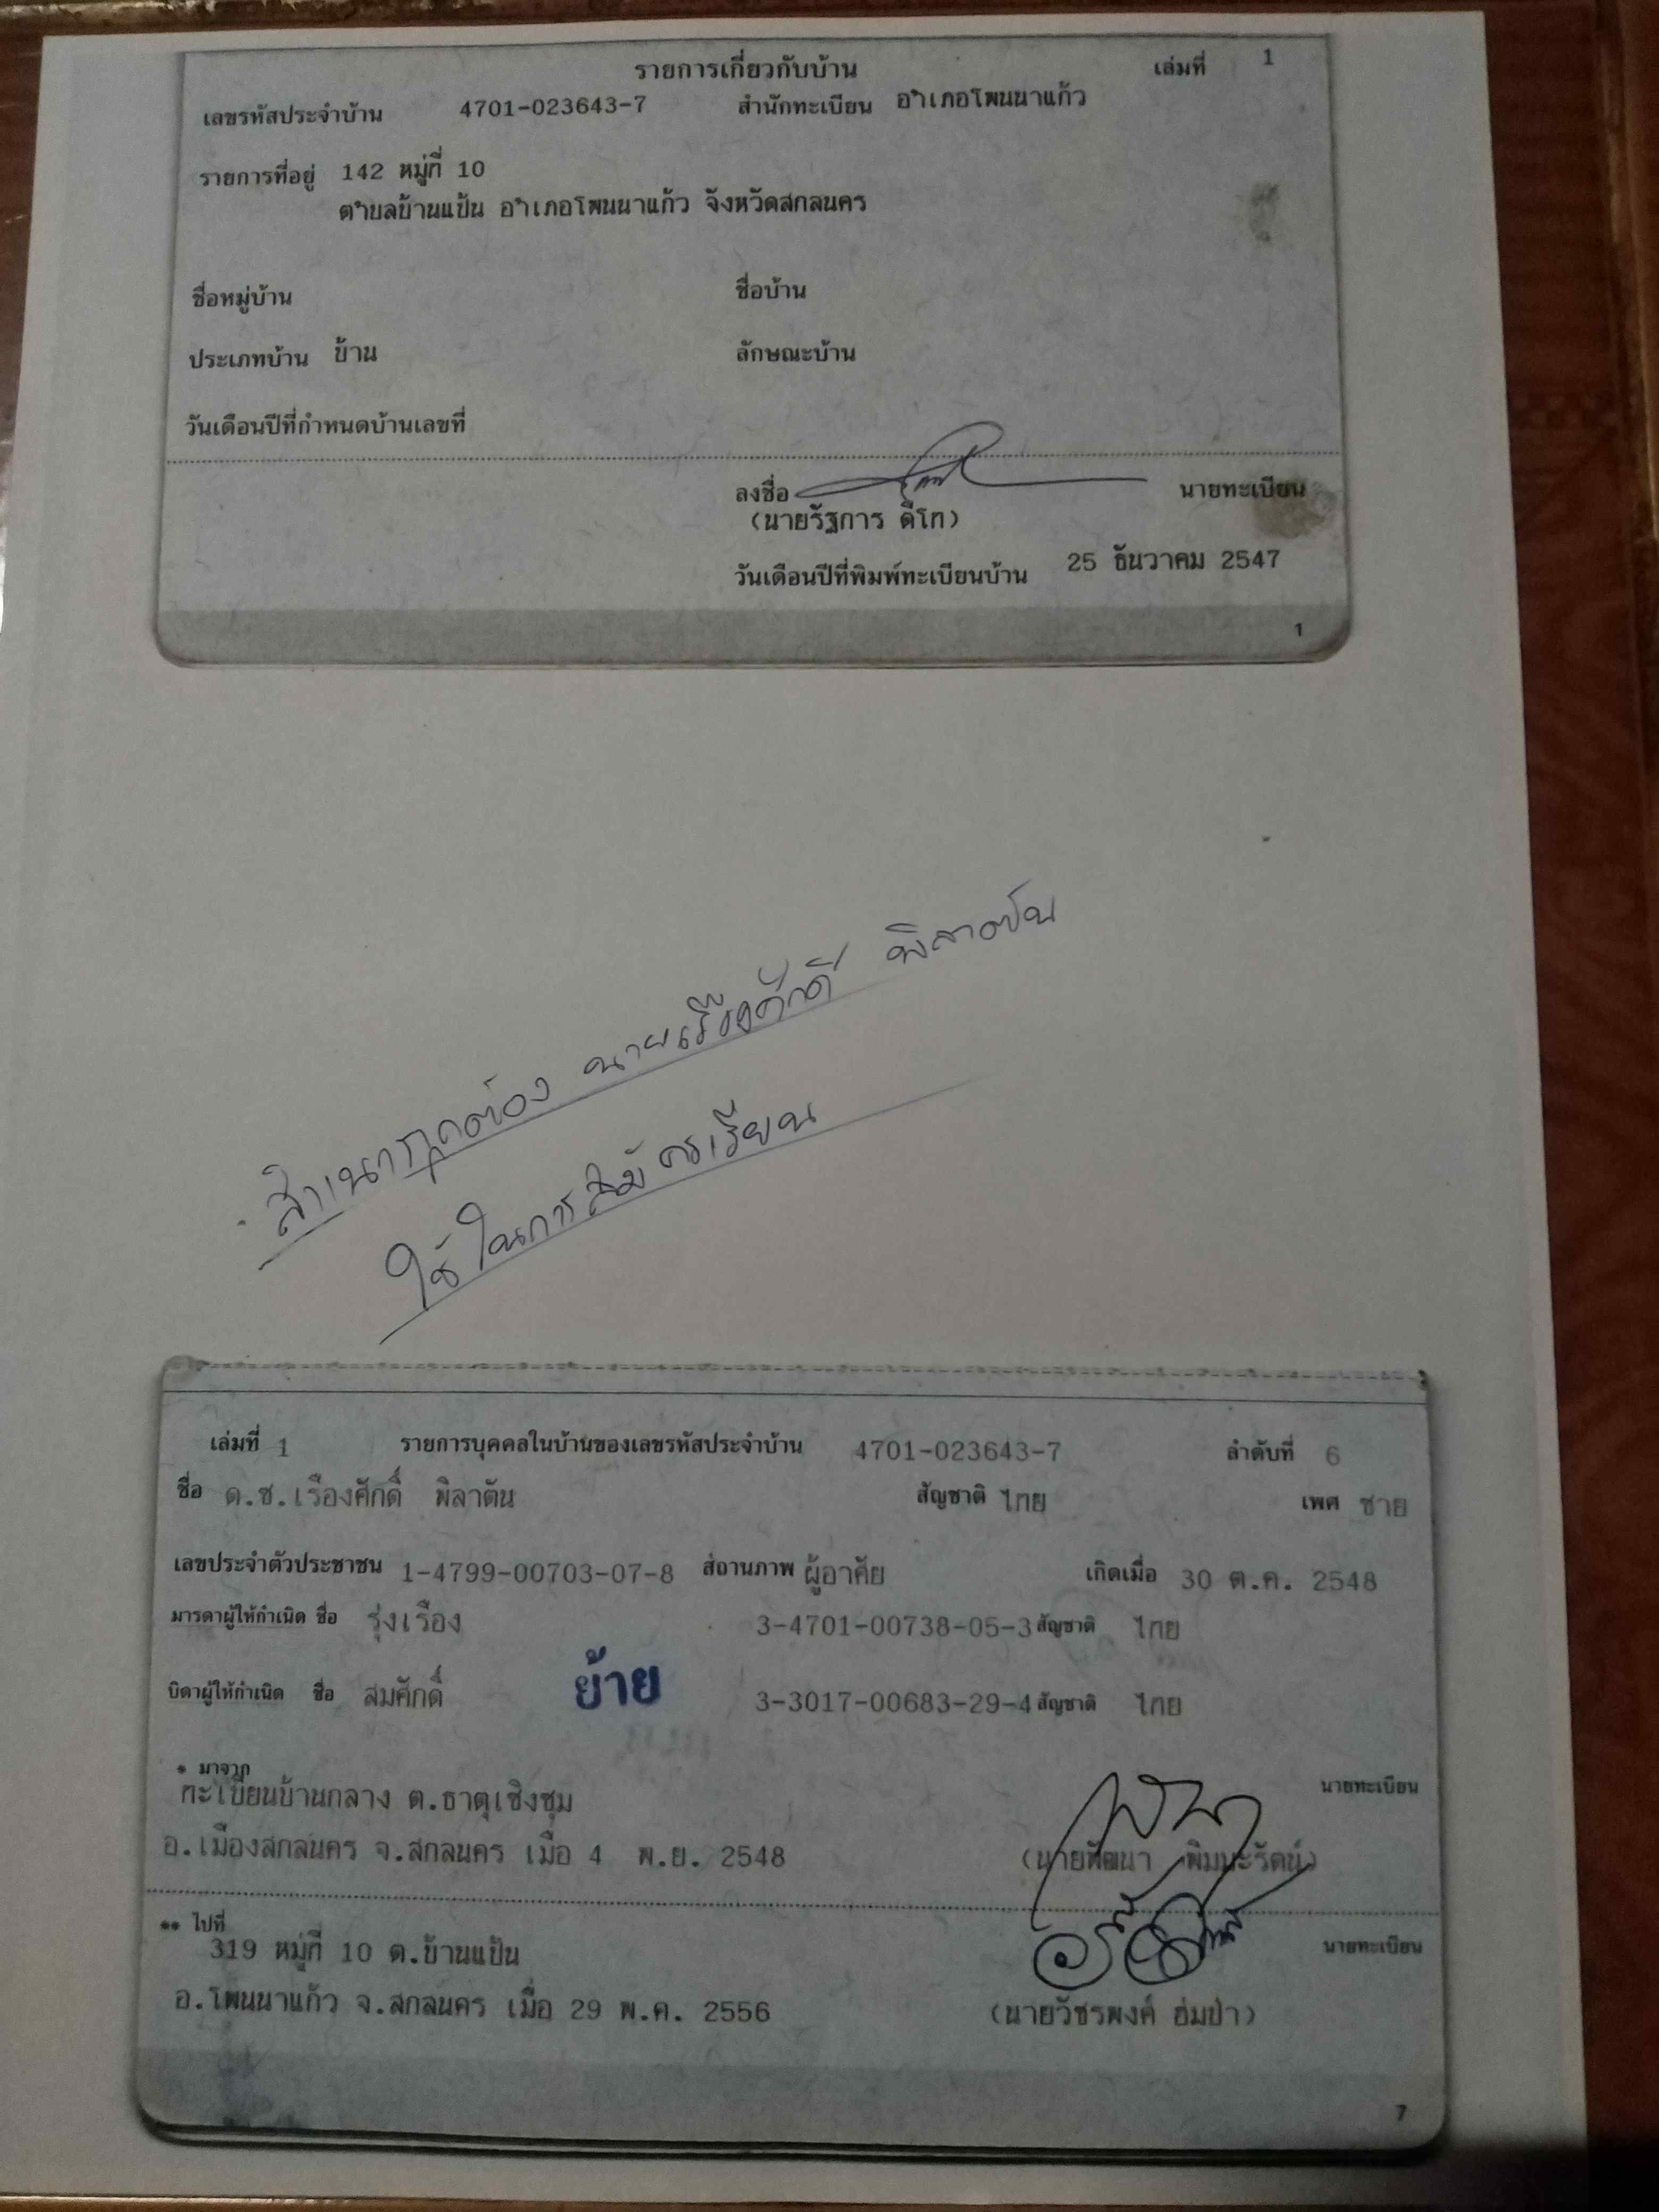 รายการเกี่ยวกับบ้าน เล่มที่ 1
เลขรหัสประจำบ้าน 4701-023643-7 สำนักทะเบียน อำเภอโพนนาแก้ว
รายการที่อยู่ 142 หมู่ที่ 10
ตำบลบ้านแป้น อำเภอโพนนาแก้ว จังหวัดสกลนคร
ชื่อหมู่บ้าน ชื่อบ้าน
ประเภทบ้าน บ้าน ลักษณะบ้าน
วันเดือนปีที่กำหนดบ้านเลขที่
ลงชื่อ นายทะเบียน
(นายรัฐการ ดีโท)
วันเดือนปีที่พิมพ์ทะเบียนบ้าน 25 ธันวาคม 2547
1
สำเนาถูกต้อง นายเรืองศักดิ์ พิลาตัน
ใช้ในการสมัครเรียน
เล่มที่ 1 รายการบุคคลในบ้านของเลขรหัสประจำบ้าน 4701-023643-7 ลำดับที่ 6
ชื่อ ด.ช.เรืองศักดิ์ พิลาตัน สัญชาติ ไทย เพศ ชาย
เลขประจำตัวประชาชน 1-4799-00703-07-8 สถานภาพ ผู้อาศัย เกิดเมื่อ 30 ต.ค. 2548
มารดาผู้ให้กำเนิด ชื่อ รุ่งเรือง 3-4701-00738-05-3 สัญชาติ ไทย
บิดาผู้ให้กำเนิด ชื่อ สมศักดิ์ ย้าย 3-3017-00683-29-4 สัญชาติ ไทย
* มาจาก
ทะเบียนบ้านกลาง ต.ธาตุเชิงชุม นายทะเบียน
อ.เมืองสกลนคร จ.สกลนคร เมื่อ 4 พ.ย. 2548 (นายพัฒนา พิมพะรัตน์)
** ไปที่
319 หมู่ที่ 10 ต.บ้านแป้น นายทะเบียน
อ.โพนนาแก้ว จ.สกลนคร เมื่อ 29 พ.ค. 2556 (นายวัชรพงศ์ อ่มป่า)
7